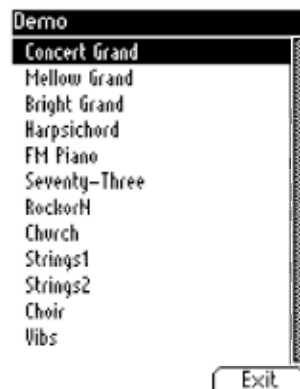 Demo
Concert Grand
Mellow Grand
Bright Grand
Harpsichord
FM Piano
Seventy-Three
RockorN
Church
Strings1
Strings2
Choir
Vibs
Exit